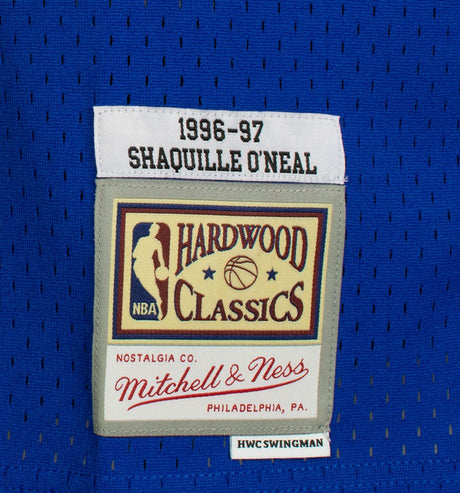 1996-97
SHAQUILLE O'NEAL
HARDWOOD
CLASSICS
NBA
NOSTALGIA CO.
Mitchell & Ness
PHILADELPHIA, PA.
HWC SWINGMAN